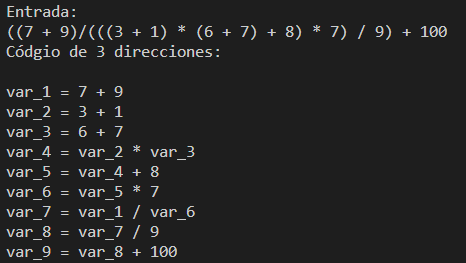 Entrada:
((7 + 9)/(((3 + 1) * (6 + 7) + 8) * 7) / 9) + 100
Códgio de 3 direcciones:
var_1 = 7 + 9
var_2 = 3 + 1
var_3 = 6 + 7
var_4 = var_2 * var_3
var_5 = var_4 + 8
var_6 = var_5 * 7
var_7 = var_1 / var_6
var_8 = var_7 / 9
var_9 = var_8 + 100